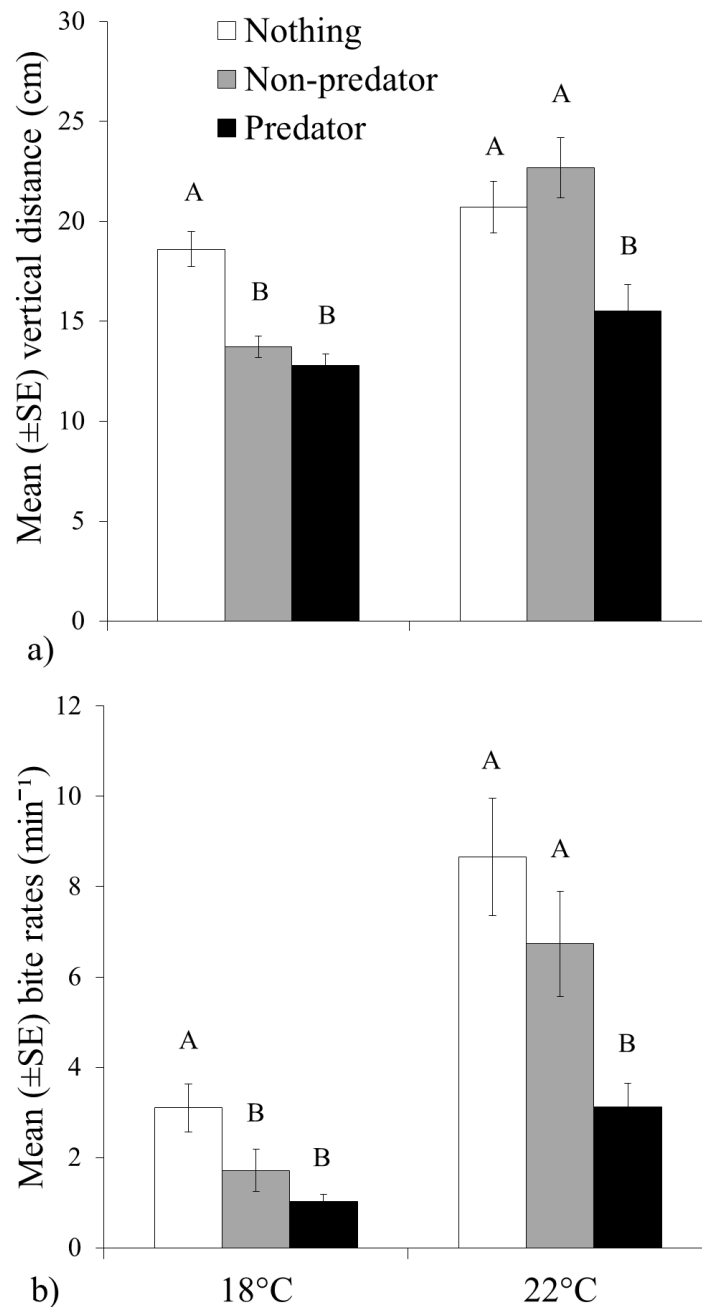 30
25
20
15
10
5
0
Mean (±SE) vertical distance (cm)
Nothing
Non-predator
Predator
A
B
B
A
A
B
a)
12
10
8
6
4
2
0
Mean (±SE) bite rates (min⁻¹)
A
B
B
A
A
B
b)
18°C
22°C